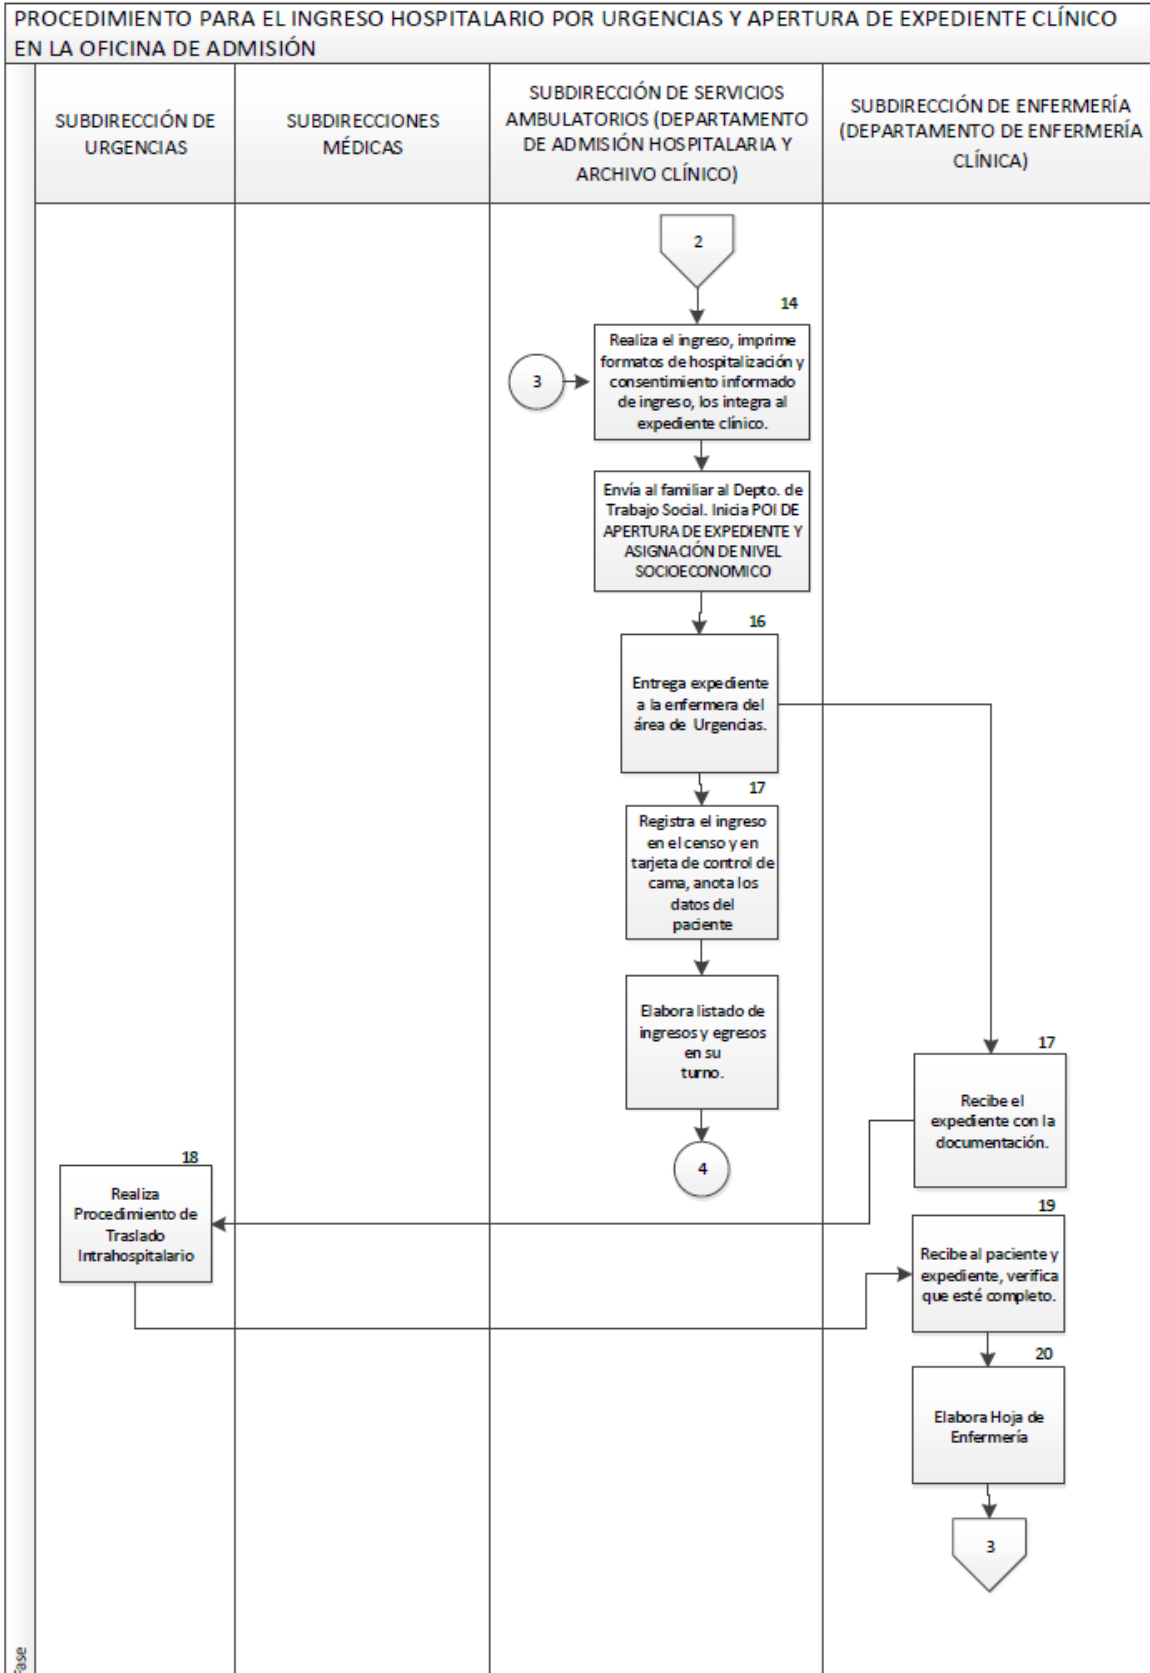 PROCEDIMIENTO PARA EL INGRESO HOSPITALARIO POR URGENCIAS Y APERTURA DE EXPEDIENTE CLÍNICO
EN LA OFICINA DE ADMISIÓN
SUBDIRECCIÓN DE
URGENCIAS
SUBDIRECCIONES
MÉDICAS
SUBDIRECCIÓN DE SERVICIOS
AMBULATORIOS (DEPARTAMENTO
DE ADMISIÓN HOSPITALARIA Y
ARCHIVO CLÍNICO)
SUBDIRECCIÓN DE ENFERMERÍA
(DEPARTAMENTO DE ENFERMERÍA
CLÍNICA)
2
14
Realiza el ingreso, imprime
formatos de hospitalización y
consentimiento informado
de ingreso, los integra al
expediente clínico.
3
Envía al familiar al Depto. de
Trabajo Social. Inicia POI DE
APERTURA DE EXPEDIENTE Y
ASIGNACIÓN DE NIVEL
SOCIOECONOMICO
16
Entrega expediente
a la enfermera del
área de Urgencias.
17
Registra el ingreso
en el censo y en
tarjeta de control de
cama, anota los
datos del
paciente
Elabora listado de
ingresos y egresos
en su
turno.
4
17
Recibe el
expediente con la
documentación.
18
Realiza
Procedimiento de
Traslado
Intrahospitalario
19
Recibe al paciente y
expediente, verifica
que esté completo.
20
Elabora Hoja de
Enfermería
3
Fase